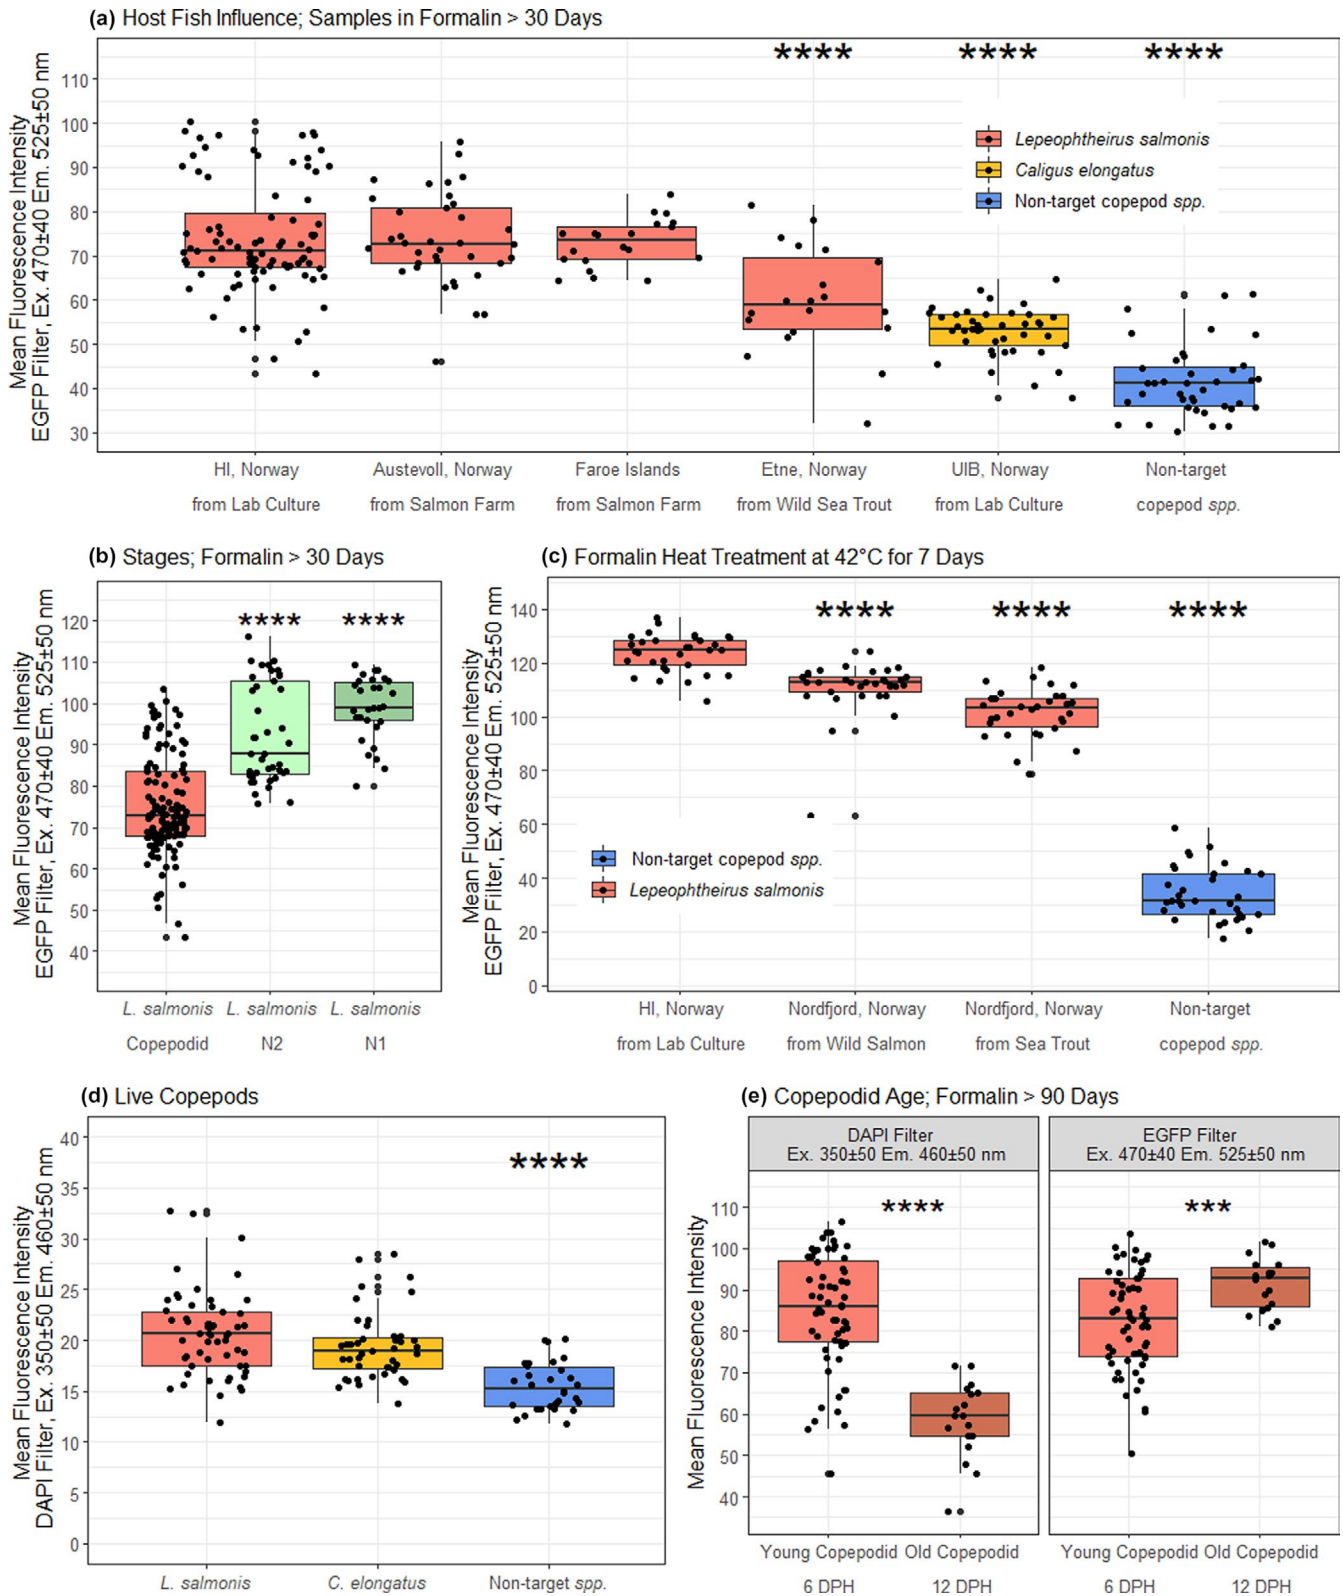 (a) Host Fish Influence; Samples in Formalin > 30 Days
Mean Fluorescence Intensity
EGFP Filter, Ex. 470±40 Em. 525±50 nm
110
100
90
80
70
60
50
40
30
**** **** ****
Lepeophtheirus salmonis
Caligus elongatus
Non-target copepod spp.
HI, Norway Austevoll, Norway Faroe Islands Etne, Norway UIB, Norway Non-target
from Lab Culture from Salmon Farm from Salmon Farm from Wild Sea Trout from Lab Culture copepod spp.
(b) Stages; Formalin > 30 Days
Mean Fluorescence Intensity
EGFP Filter, Ex. 470±40 Em. 525±50 nm
120
110
100
90
80
70
60
50
40
**** ****
L. salmonis L. salmonis L. salmonis
Copepodid N2 N1
(c) Formalin Heat Treatment at 42°C for 7 Days
Mean Fluorescence Intensity
EGFP Filter, Ex. 470±40 Em. 525±50 nm
140
120
100
80
60
40
20
0
**** **** ****
Non-target copepod spp.
Lepeophtheirus salmonis
HI, Norway Nordfjord, Norway Nordfjord, Norway Non-target
from Lab Culture from Wild Salmon from Sea Trout copepod spp.
(d) Live Copepods
Mean Fluorescence Intensity
DAPI Filter, Ex. 350±50 Em. 460±50 nm
40
35
30
25
20
15
10
5
0
****
L. salmonis C. elongatus Non-target spp.
(e) Copepodid Age; Formalin > 90 Days
DAPI Filter
Ex. 350±50 Em. 460±50 nm
EGFP Filter
Ex. 470±40 Em. 525±50 nm
Mean Fluorescence Intensity
110
100
90
80
70
60
50
40
**** ***
Young Copepodid Old Copepodid Young Copepodid Old Copepodid
6 DPH 12 DPH 6 DPH 12 DPH